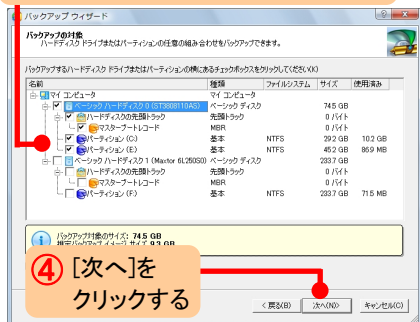 バックアップ ウィザード
バックアップの対象
ハードディスク ドライブまたはパーティションの任意の組み合わせをバックアップできます。
バックアップするハードディスク ドライブまたはパーティションの横にあるチェックボックスをクリックしてください(K)
名前 種類 ファイルシステム サイズ 使用済み
マイ コンピュータ マイ コンピュータ
ベーシック ハードディスク 0 (ST3808110AS) ベーシック ディスク 74.5 GB
ハードディスクの先頭トラック 先頭トラック 0 バイト
マスターブートレコード MBR 0 バイト
パーティション (C:) 基本 NTFS 29.2 GB 10.2 GB
パーティション (E:) 基本 NTFS 45.2 GB 86.9 MB
ベーシック ハードディスク 1 (Maxtor 6L250S0) ベーシック ディスク 233.7 GB
ハードディスクの先頭トラック 先頭トラック 0 バイト
マスターブートレコード MBR 0 バイト
パーティション (F:) 基本 NTFS 233.7 GB 71.5 MB
バックアップ対象のサイズ: 74.5 GB
推定バックアップ イメージ サイズ 9.3 GB
④ [次へ]を
クリックする
< 戻る(B) 次へ(N)> キャンセル(C)